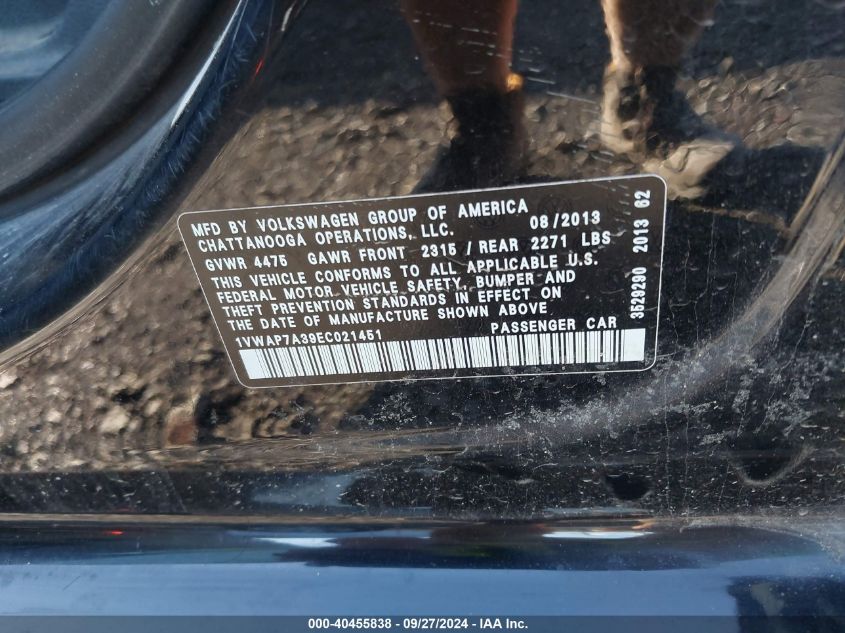 MFD BY VOLKSWAGEN GROUP OF AMERICA
CHATTANOOGA OPERATIONS, LLC. 08/2013
GVWR 4475 GAWR FRONT 2315 / REAR 2271 LBS
THIS VEHICLE CONFORMS TO ALL APPLICABLE U.S.
FEDERAL MOTOR VEHICLE SAFETY, BUMPER AND
THEFT PREVENTION STANDARDS IN EFFECT ON
THE DATE OF MANUFACTURE SHOWN ABOVE
1VWAP7A39EC021451 PASSENGER CAR
3529290 2013 62
000-40455838 - 09/27/2024 - IAA Inc.